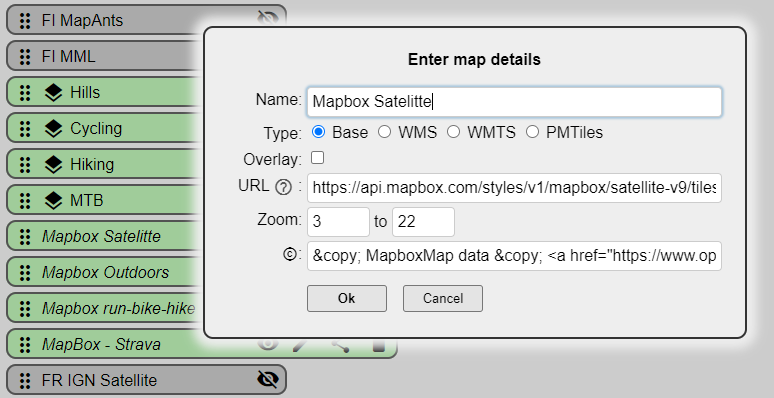 FI MapAnts
FI MML
Hills
Cycling
Hiking
MTB
Mapbox Satelitte
Mapbox Outdoors
Mapbox run-bike-hike
MapBox - Strava
FR IGN Satellite
Enter map details
Name: Mapbox Satelitte
Type: Base WMS WMTS PMTiles
Overlay:
URL ? : https://api.mapbox.com/styles/v1/mapbox/satellite-v9/tiles
Zoom: 3 to 22
©: &copy; MapboxMap data &copy; <a href="https://www.op
Ok Cancel